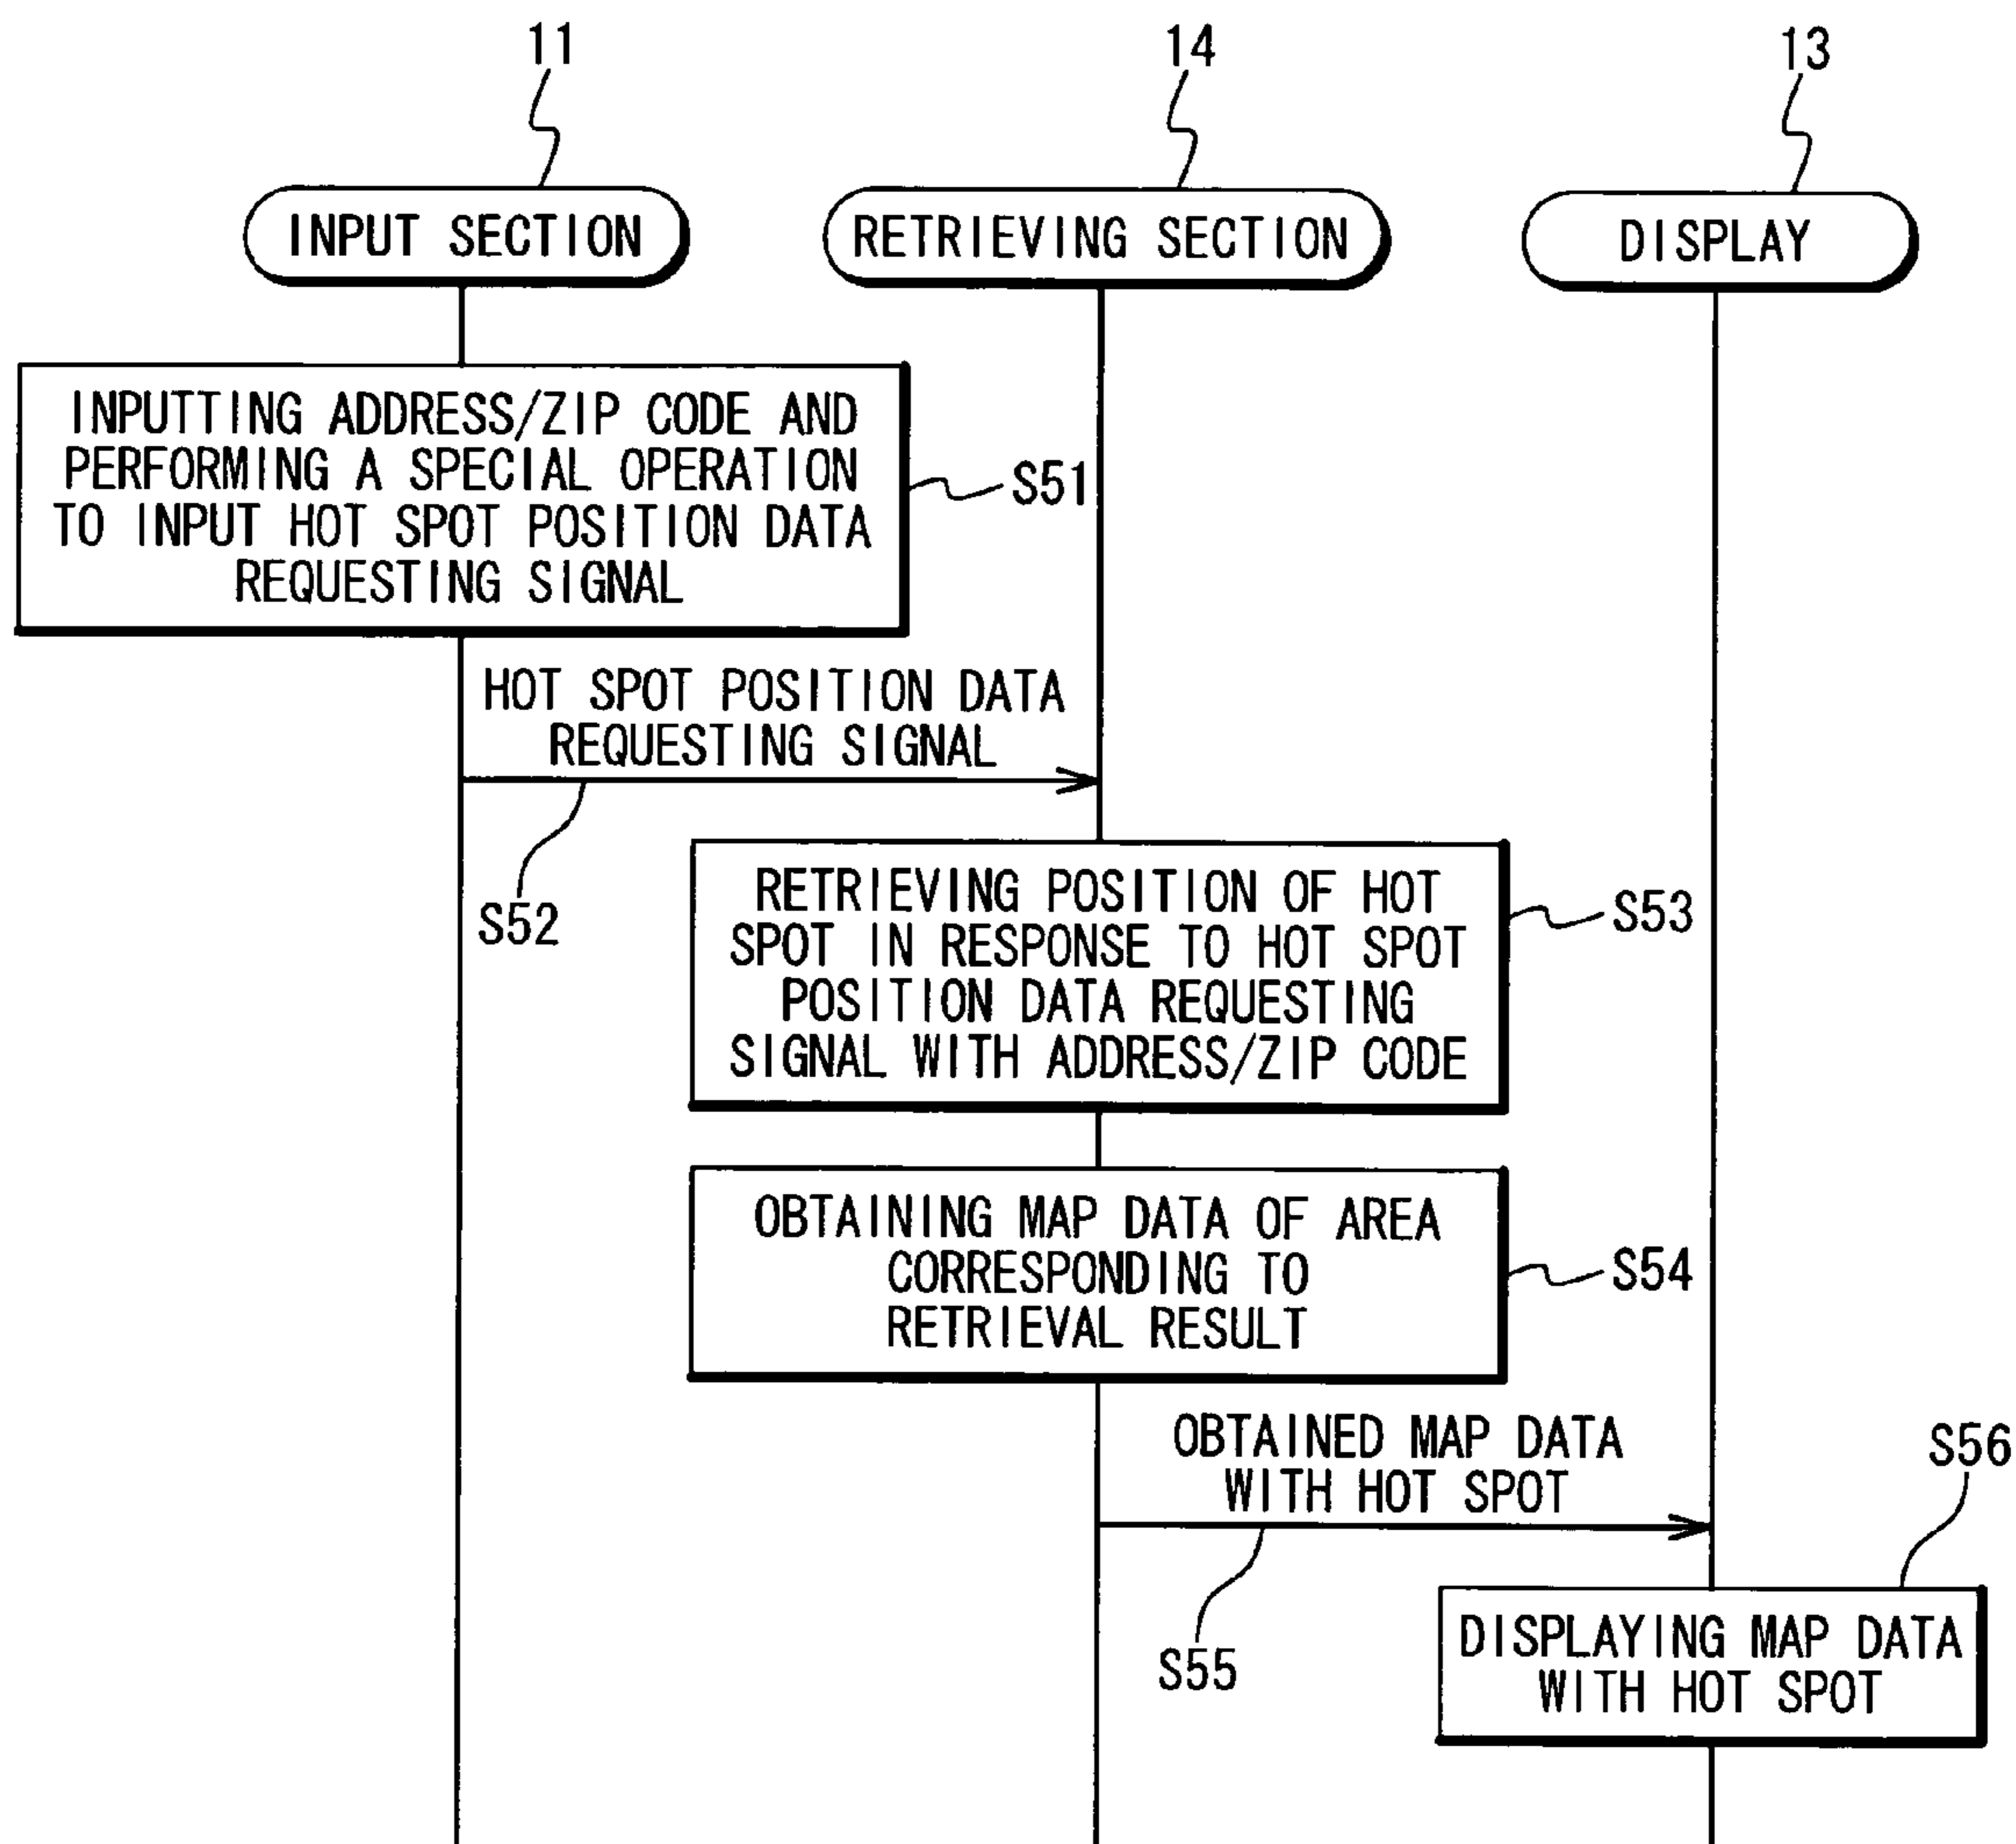 11
14
13
INPUT SECTION
RETRIEVING SECTION
DISPLAY
INPUTTING ADDRESS/ZIP CODE AND
PERFORMING A SPECIAL OPERATION
TO INPUT HOT SPOT POSITION DATA
REQUESTING SIGNAL
S51
HOT SPOT POSITION DATA
REQUESTING SIGNAL
S52
RETRIEVING POSITION OF HOT
SPOT IN RESPONSE TO HOT SPOT
POSITION DATA REQUESTING
SIGNAL WITH ADDRESS/ZIP CODE
S53
OBTAINING MAP DATA OF AREA
CORRESPONDING TO
RETRIEVAL RESULT
S54
OBTAINED MAP DATA
WITH HOT SPOT
S55
S56
DISPLAYING MAP DATA
WITH HOT SPOT